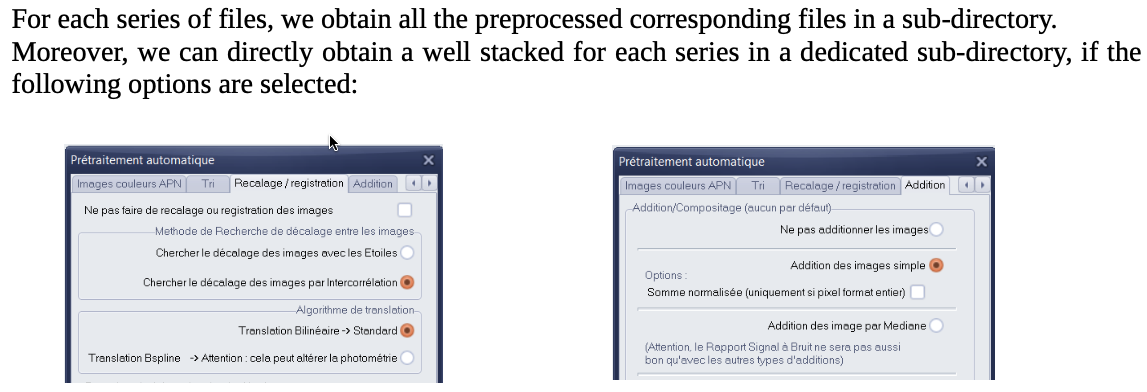 For each series of files, we obtain all the preprocessed corresponding files in a sub-directory.
Moreover, we can directly obtain a well stacked for each series in a dedicated sub-directory, if the
following options are selected:
Prétraitement automatique
Images couleurs APN Tri Recalage / registration Addition
Ne pas faire de recalage ou registration des images
Methode de Recherche de décalage entre les images
Chercher le décalage des images avec les Etoiles
Chercher le décalage des images par Intercorrélation
Algorithme de translation
Translation Bilinéaire -> Standard
Translation Bspline -> Attention : cela peut altérer la photométrie
Prétraitement automatique
Images couleurs APN Tri Recalage / registration Addition
Addition/Compositage (aucun par défaut)
Ne pas additionner les images
Addition des images simple
Options :
Somme normalisée (uniquement si pixel format entier)
Addition des image par Mediane
(Attention, le Rapport Signal à Bruit ne sera pas aussi
bon qu'avec les autres types d'additions)